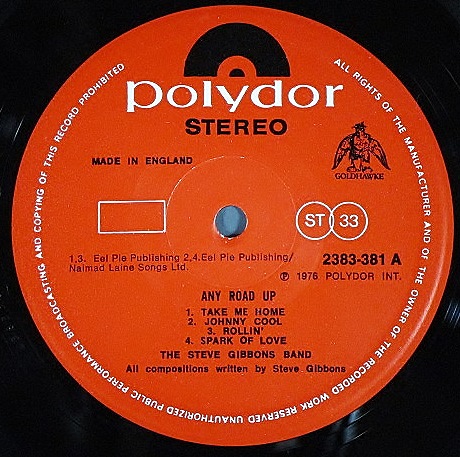 polydor
STEREO
MADE IN ENGLAND
GOLDHAWKE
ST 33
1,3. Eel Pie Publishing 2,4.Eel Pie Publishing/
Naimad Laine Songs Ltd.
2383-381 A
℗ 1976 POLYDOR INT.
ANY ROAD UP
1. TAKE ME HOME
2. JOHNNY COOL
3. ROLLIN'
4. SPARK OF LOVE
THE STEVE GIBBONS BAND
All compositions written by Steve Gibbons
ALL RIGHTS OF THE MANUFACTURER AND OF THE OWNER OF THE RECORDED WORK RESERVED UNAUTHORIZED PUBLIC PERFORMANCE BROADCASTING AND COPYING OF THIS RECORD PROHIBITED